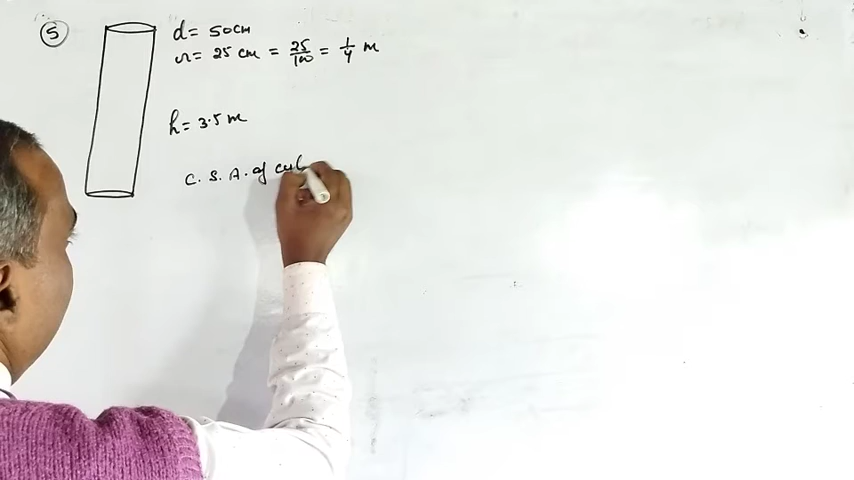 5
d = 50cm
r = 25 cm = 25/100 = 1/4 m
h = 3.5 m
C. S. A. of cyl